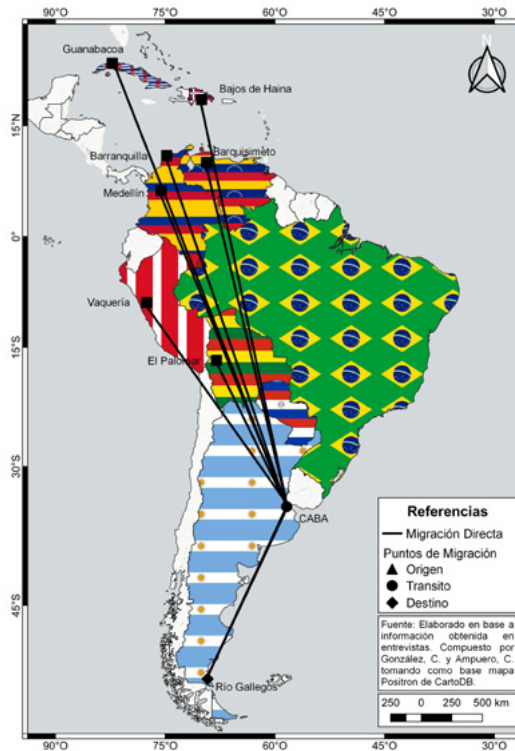 90°O 75°O 60°O 45°O 30°O
N
Guanabacoa
Bajos de Haina
15°N
Barranquilla
Barquisimeto
Medellín
0°
Vaquería
15°S
El Palomar
30°S
CABA
45°S
Río Gallegos
Referencias
Migración Directa
Puntos de Migración
Origen
Transito
Destino
Fuente: Elaborado en base a
información obtenida en
entrevistas. Compuesto por
González, C. y Ampuero, C.
tomando como base mapa
Positron de CartoDB.
250 0 250 500 km
90°O 75°O 60°O 45°O 30°O